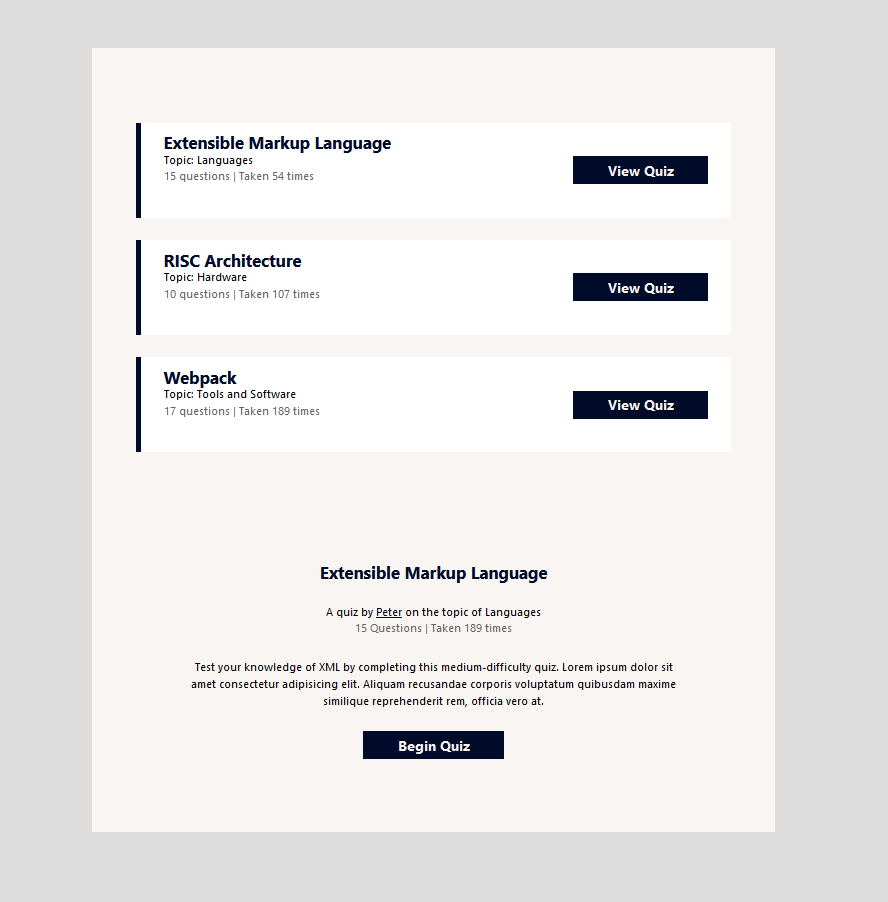 Extensible Markup Language
Topic: Languages
15 questions | Taken 54 times
View Quiz
RISC Architecture
Topic: Hardware
10 questions | Taken 107 times
View Quiz
Webpack
Topic: Tools and Software
17 questions | Taken 189 times
View Quiz
Extensible Markup Language
A quiz by Peter on the topic of Languages
15 Questions | Taken 189 times
Test your knowledge of XML by completing this medium-difficulty quiz. Lorem ipsum dolor sit
amet consectetur adipisicing elit. Aliquam recusandae corporis voluptatum quibusdam maxime
similique reprehenderit rem, officia vero at.
Begin Quiz